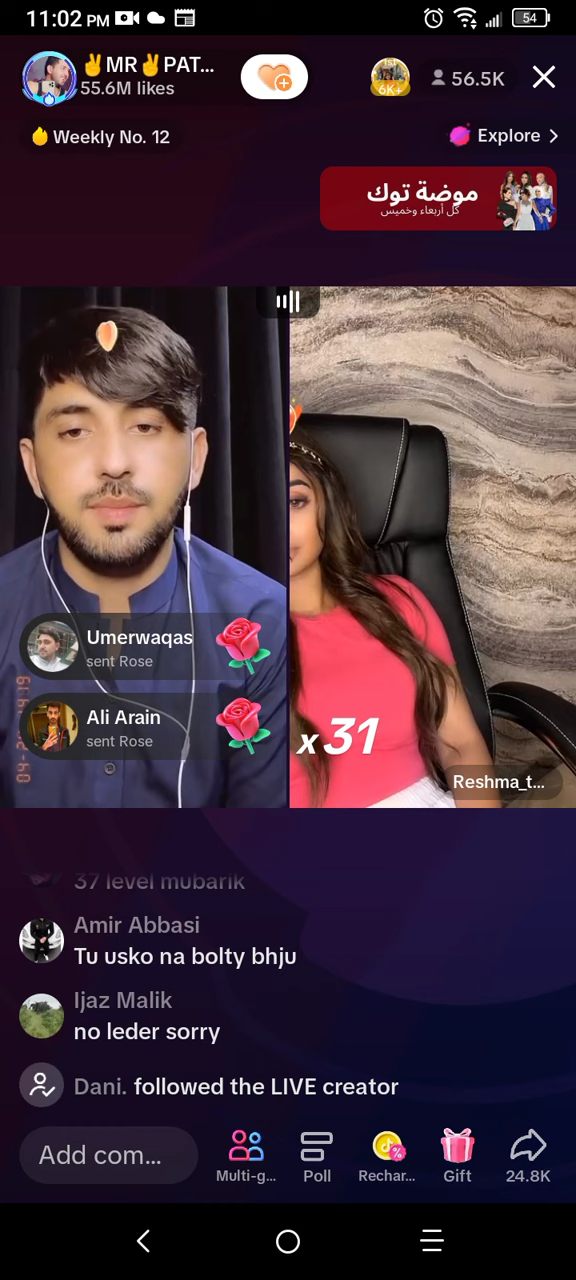 11:02 PM
54
✌MR✌PAT...
55.6M likes
1st
6K+
56.5K
Weekly No. 12
Explore >
موضة توك
كل أربعاء وخميس
Umerwaqas
sent Rose
Ali Arain
sent Rose
x 31
Reshma_t...
37 level mubarik
Amir Abbasi
Tu usko na bolty bhju
Ijaz Malik
no leder sorry
Dani. followed the LIVE creator
Add com...
Multi-g...
Poll
Rechar...
Gift
24.8K